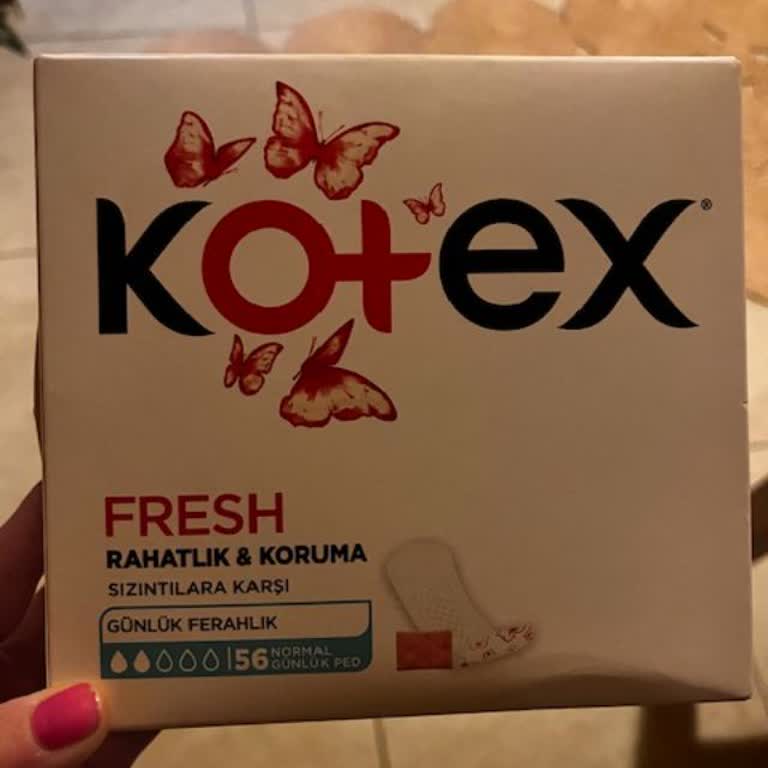 Kotex®
FRESH
RAHATLIK & KORUMA
SIZINTILARA KARŞI
GÜNLÜK FERAHLIK
56 NORMAL
GÜNLÜK PED